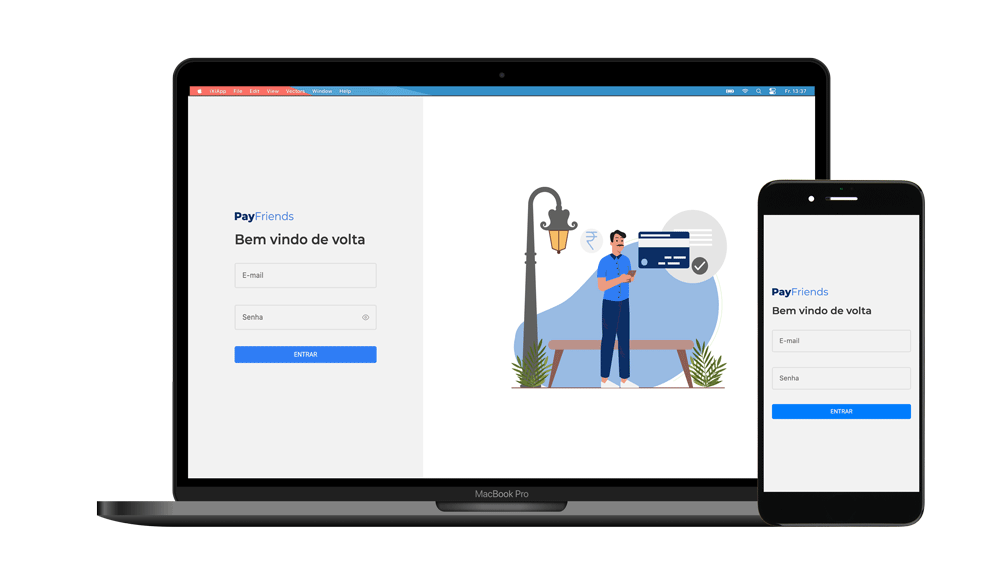 File Edit View Vectors Window Help
Fr. 13:37
PayFriends
Bem vindo de volta
E-mail
Senha
ENTRAR
₹
MacBook Pro
PayFriends
Bem vindo de volta
E-mail
Senha
ENTRAR